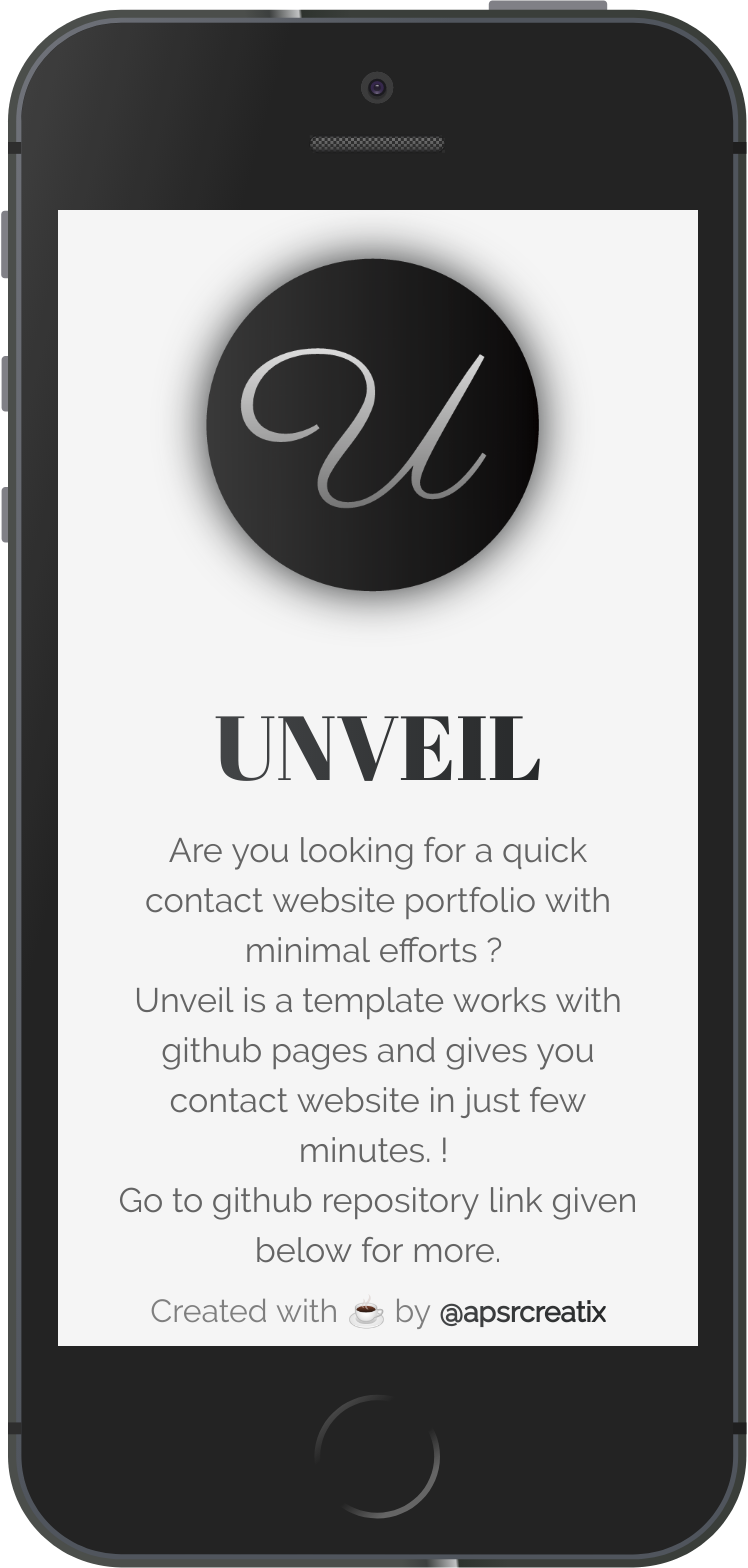 U
UNVEIL
Are you looking for a quick
contact website portfolio with
minimal efforts ?
Unveil is a template works with
github pages and gives you
contact website in just few
minutes. !
Go to github repository link given
below for more.
Created with ☕ by @apsrcreatix